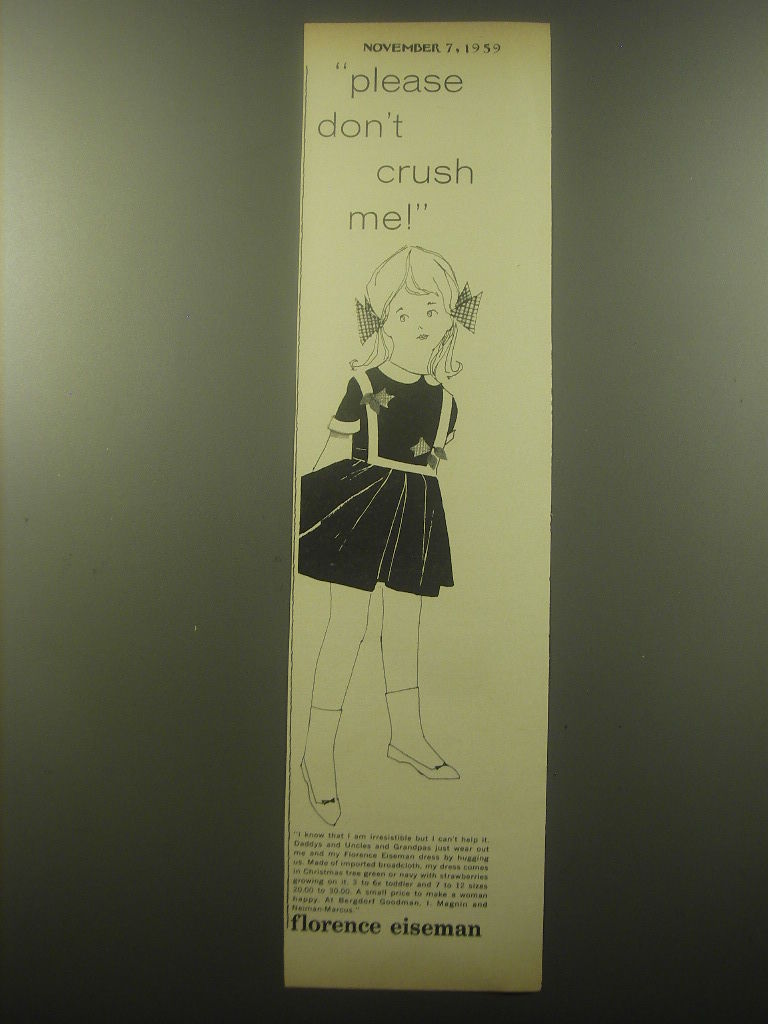 NOVEMBER 7, 1959
"please
don't
crush
me!"
"I know that I am irresistible but I can't help it.
Daddys and Uncles and Grandpas just wear out
me and my Florence Eiseman dress by hugging
us. Made of imported broadcloth, my dress comes
in Christmas tree green or navy with strawberries
growing on it. 3 to 6x toddler and 7 to 12 sizes
20.00 to 30.00. A small price to make a woman
happy. At Bergdorf Goodman, I. Magnin and
Neiman-Marcus."
florence eiseman